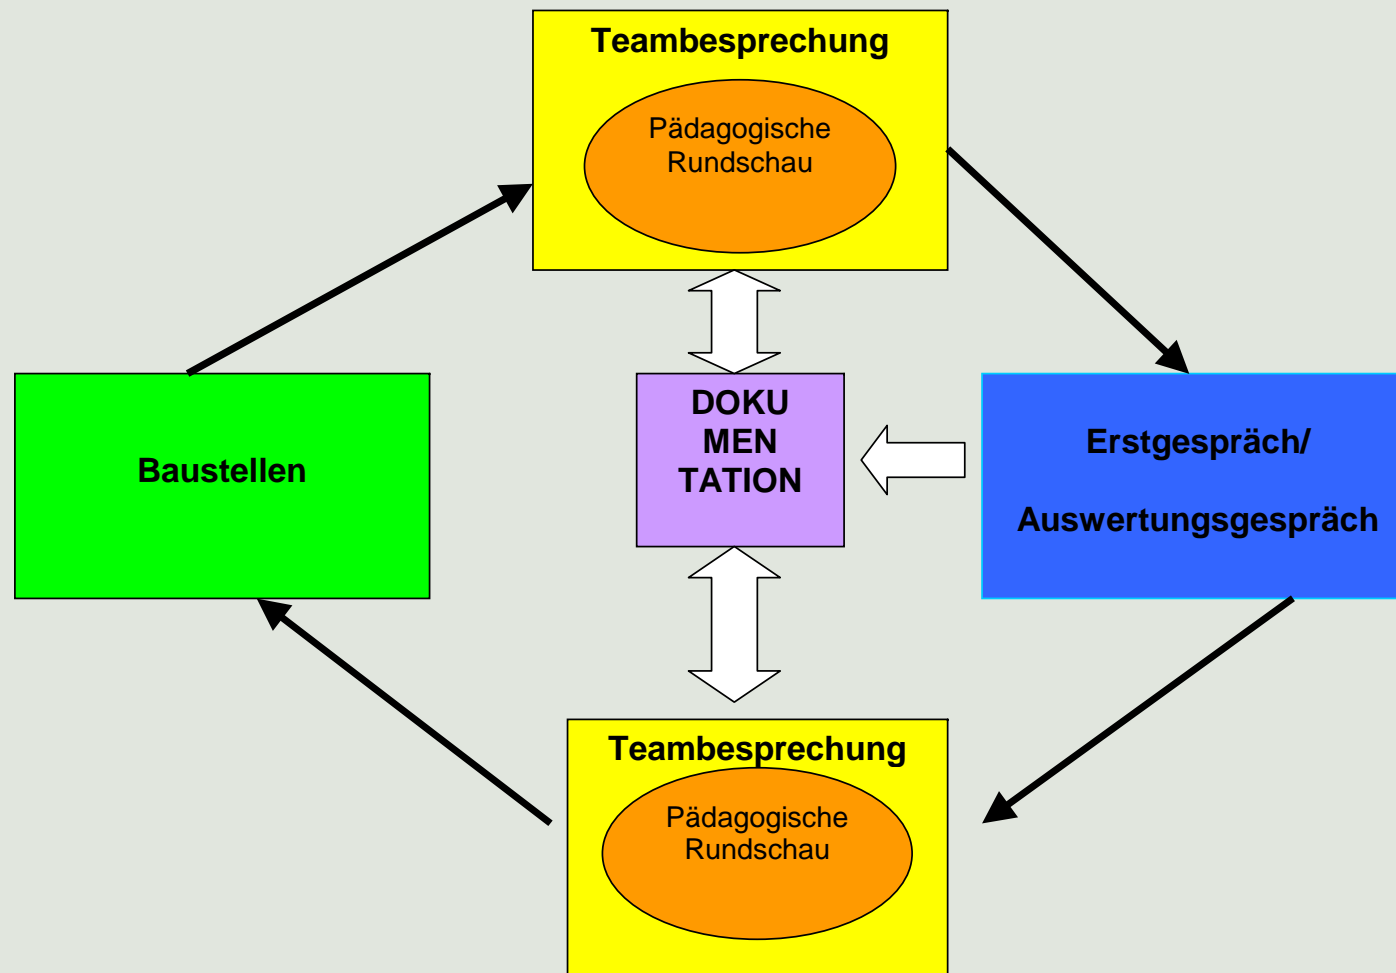 Teambesprechung
Pädagogische
Rundschau
Baustellen
DOKU
MEN
TATION
Erstgespräch/
Auswertungsgespräch
Teambesprechung
Pädagogische
Rundschau